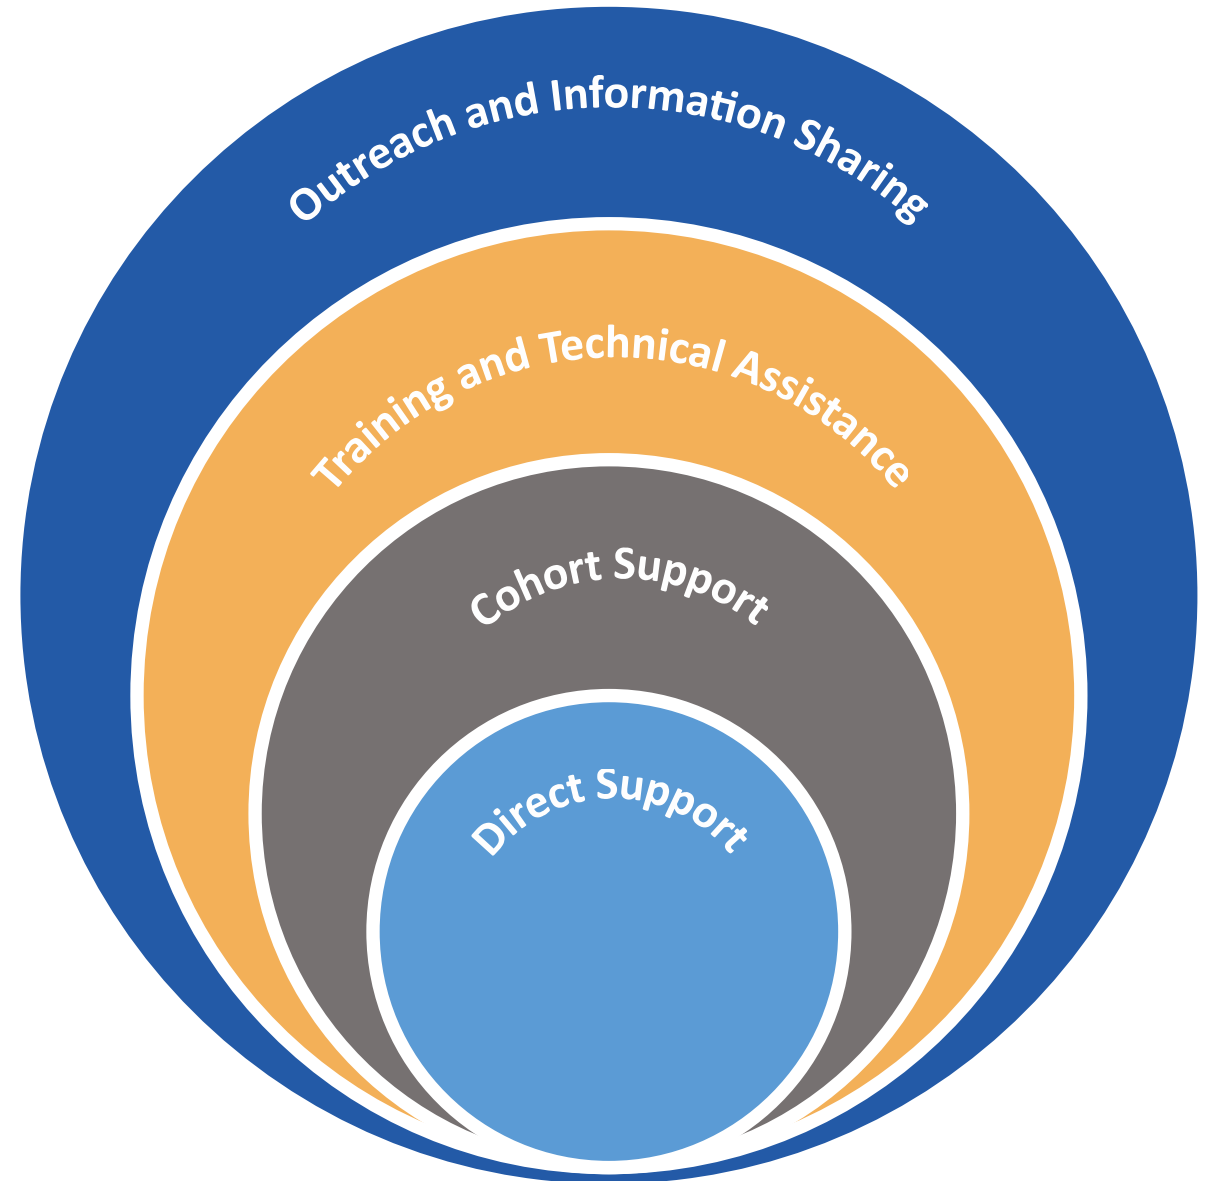 Outreach and Information Sharing
Training and Technical Assistance
Cohort Support
Direct Support